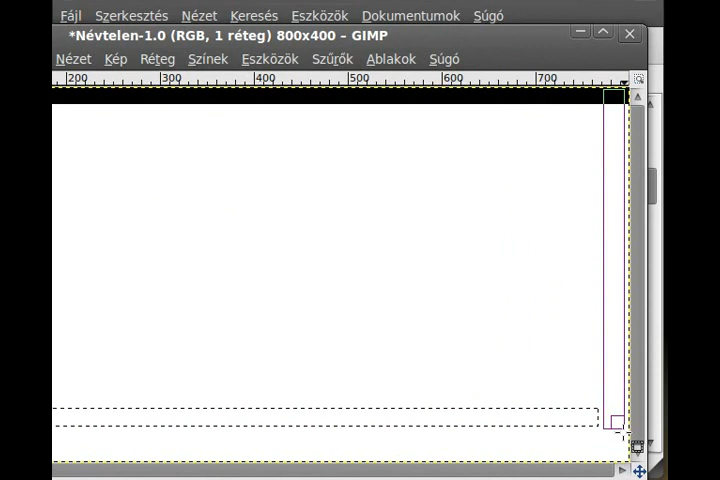 Fájl Szerkesztés Nézet Keresés Eszközök Dokumentumok Súgó
*Névtelen-1.0 (RGB, 1 réteg) 800x400 – GIMP
Nézet Kép Réteg Színek Eszközök Szűrők Ablakok Súgó
200 300 400 500 600 700